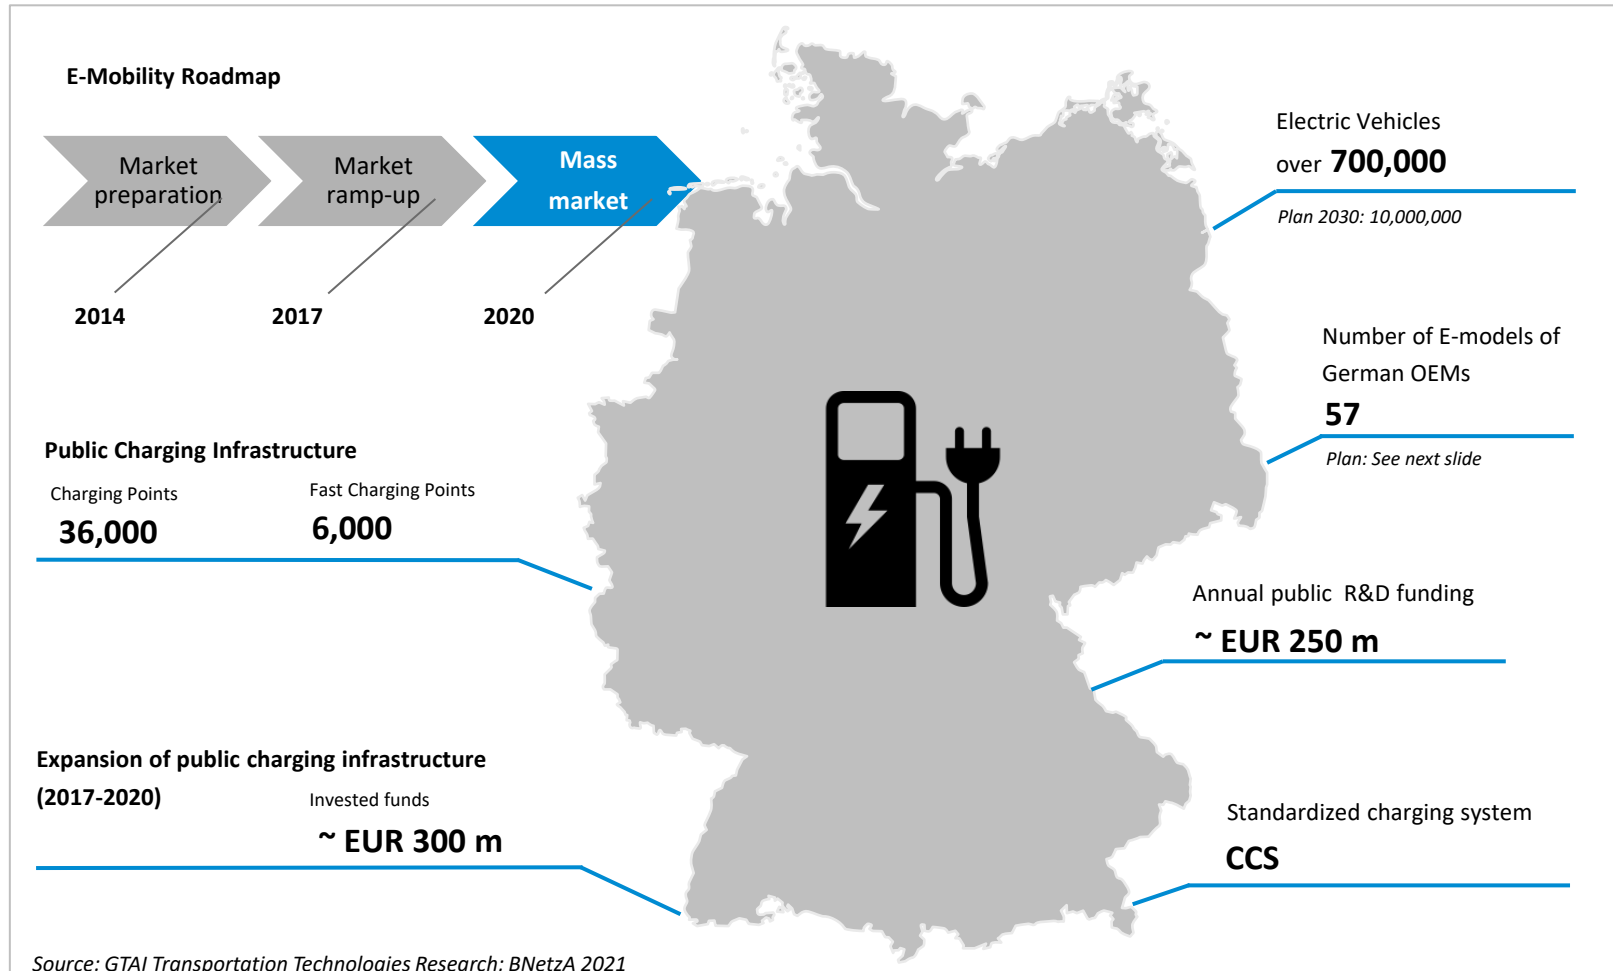 E-Mobility Roadmap
Market
preparation
Market
ramp-up
Mass
market
2014
2017
2020
Electric Vehicles
over 700,000
Plan 2030: 10,000,000
Number of E-models of
German OEMs
57
Plan: See next slide
Public Charging Infrastructure
Charging Points
36,000
Fast Charging Points
6,000
Annual public R&D funding
~ EUR 250 m
Expansion of public charging infrastructure
(2017-2020)
Invested funds
~ EUR 300 m
Standardized charging system
CCS
Source: GTAI Transportation Technologies Research; BNetzA 2021